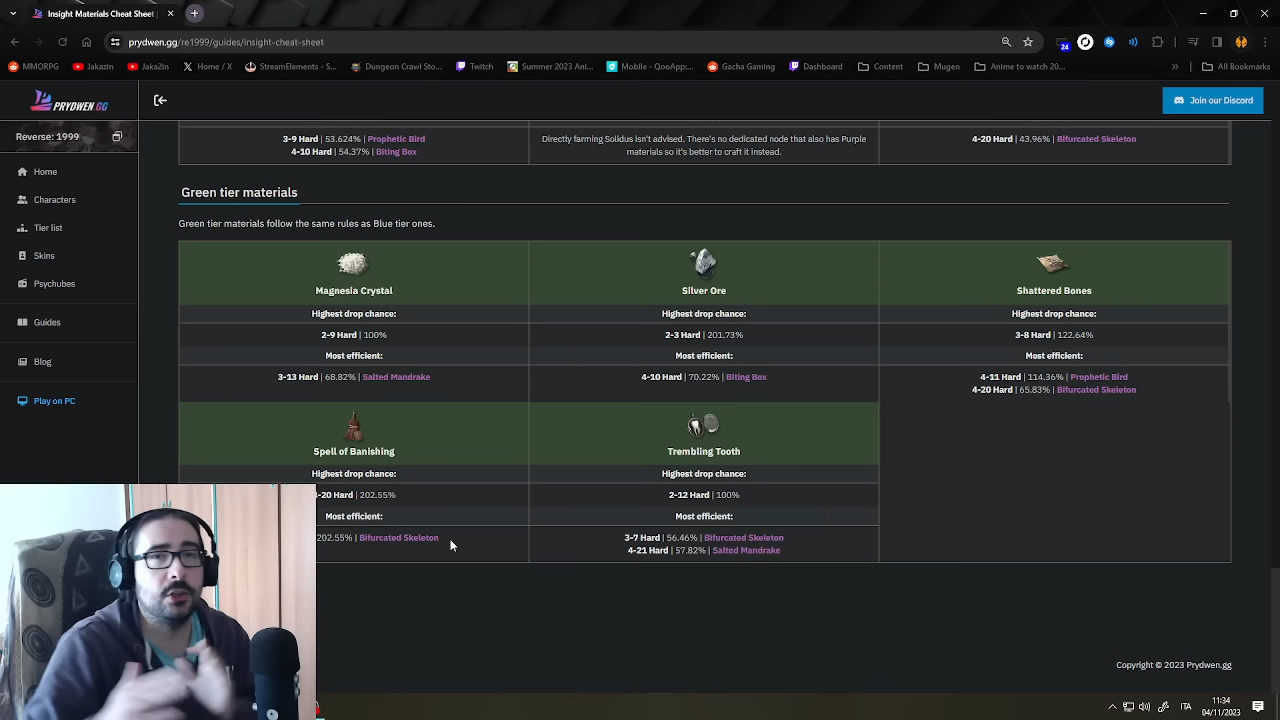 Insight Materials Cheat Sheet
prydwen.gg/re1999/guides/insight-cheat-sheet
24
MMORPG
Jakazin
Jaka2in
Home / X
StreamElements - S...
Dungeon Crawl Sto...
Twitch
Summer 2023 Ani...
Mobile - QooApp:...
Gacha Gaming
Dashboard
Content
Mugen
Anime to watch 20...
All Bookmarks
PRYDWEN GG
Join our Discord
Reverse: 1999
Home
Characters
Tier list
Skins
Psychubes
Guides
Blog
Play on PC
3-9 Hard | 53.624% | Prophetic Bird
4-10 Hard | 54.37% | Biting Box
Directly farming Solidus isn't advised. There's no dedicated node that also has Purple
materials so it's better to craft it instead.
4-20 Hard | 43.96% | Bifurcated Skeleton
Green tier materials
Green tier materials follow the same rules as Blue tier ones.
Magnesia Crystal
Silver Ore
Shattered Bones
Highest drop chance:
Highest drop chance:
Highest drop chance:
2-9 Hard | 100%
2-3 Hard | 201.73%
3-8 Hard | 122,64%
Most efficient:
Most efficient:
Most efficient:
3-13 Hard | 68.82% | Salted Mandrake
4-10 Hard | 70.22% | Biting Box
4-11 Hard | 114.36% | Prophetic Bird
4-20 Hard | 65.83% | Bifurcated Skeleton
Spell of Banishing
Trembling Tooth
Highest drop chance:
Highest drop chance:
-20 Hard | 202.55%
2-12 Hard | 100%
Most efficient:
Most efficient:
202.55% | Bifurcated Skeleton
3-7 Hard | 56.46% | Bifurcated Skeleton
4-21 Hard | 57.82% | Salted Mandrake
Copyright © 2023 Prydwen.gg
ITA
11:34
04/11/2023